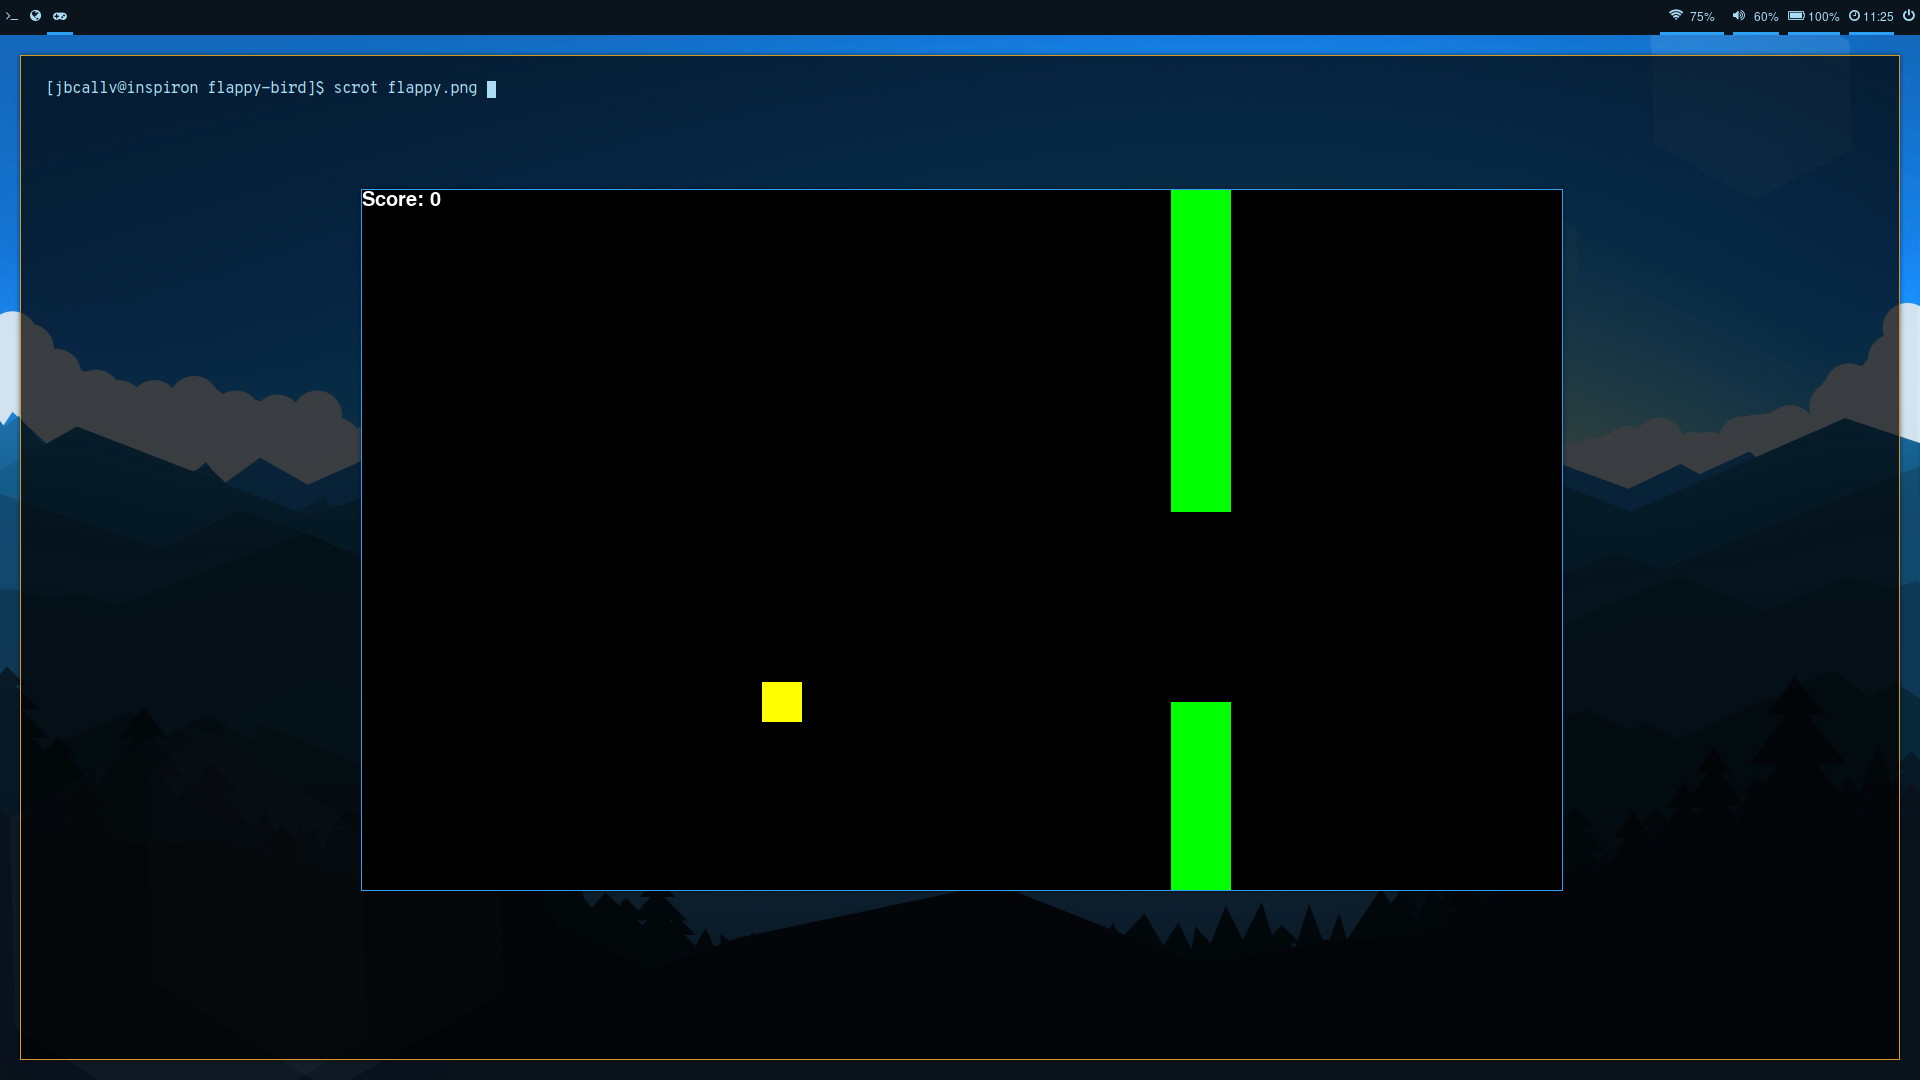 >_ 75% 60% 100% 11:25
[jbcallv@inspiron flappy-bird]$ scrot flappy.png
Score: 0